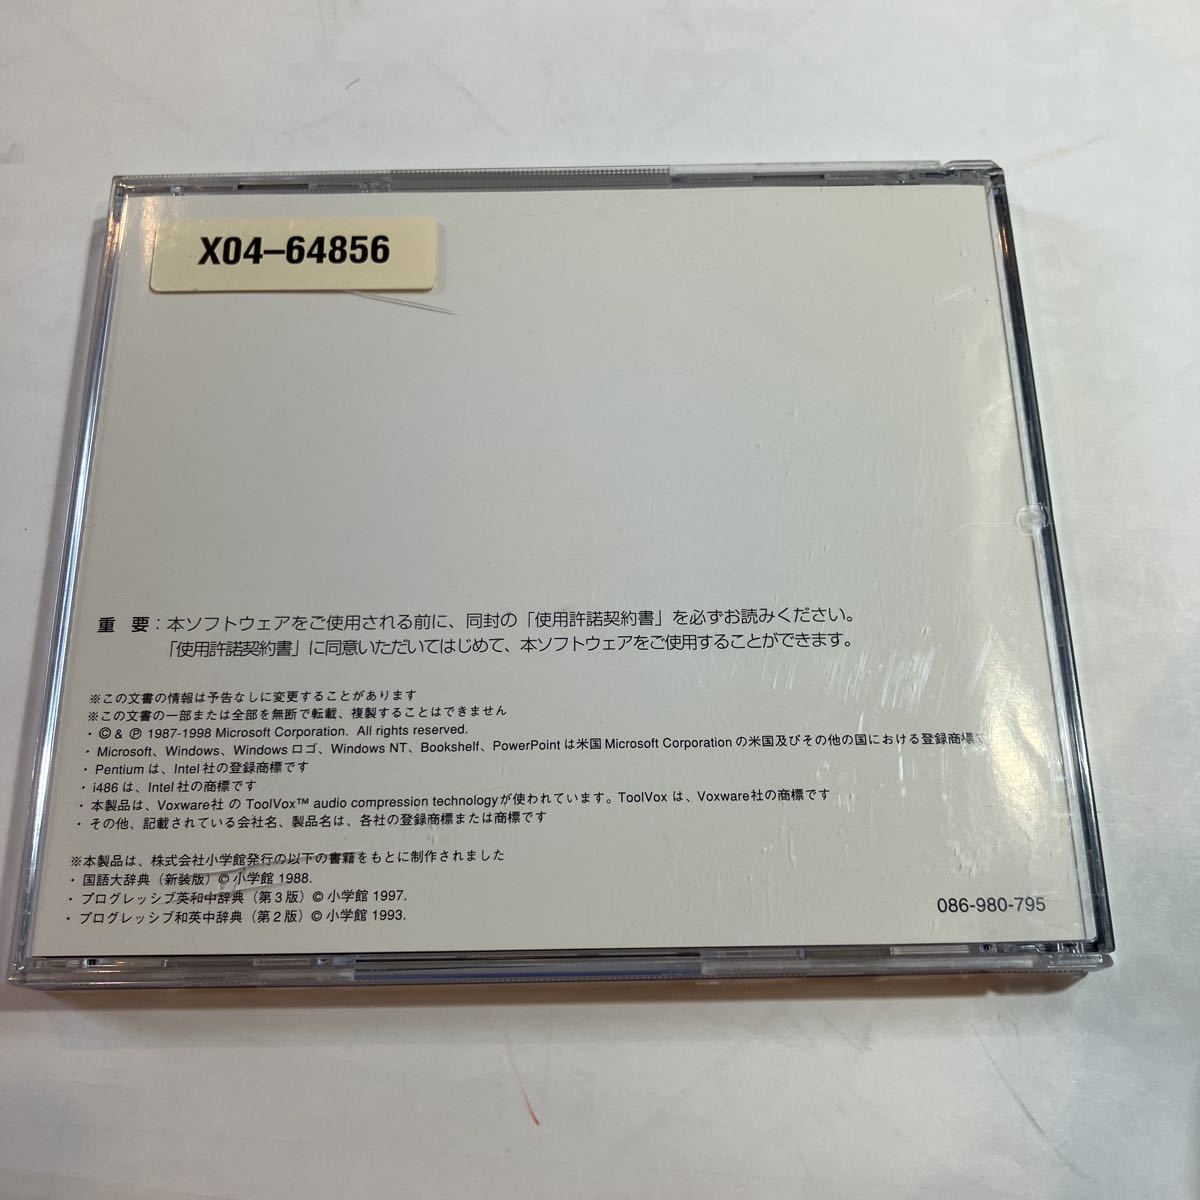 X04-64856
重 要：本ソフトウェアをご使用される前に、同封の「使用許諾契約書」を必ずお読みください。
「使用許諾契約書」に同意いただいてはじめて、本ソフトウェアをご使用することができます。
※この文書の情報は予告なしに変更することがあります
※この文書の一部または全部を無断で転載、複製することはできません
・© & ℗ 1987-1998 Microsoft Corporation. All rights reserved.
・Microsoft、Windows、Windows ロゴ、Windows NT、Bookshelf、PowerPoint は米国 Microsoft Corporation の米国及びその他の国における登録商標で
・Pentium は、Intel 社の登録商標です
・i486 は、Intel 社の商標です
・本製品は、Voxware社 の ToolVox™ audio compression technologyが使われています。ToolVox は、Voxware社の商標です
・その他、記載されている会社名、製品名は、各社の登録商標または商標です
※本製品は、株式会社小学館発行の以下の書籍をもとに制作されました
・国語大辞典（新装版）© 小学館 1988.
・プログレッシブ英和中辞典（第3版）© 小学館 1997.
・プログレッシブ和英中辞典（第2版）© 小学館 1993.
086-980-795